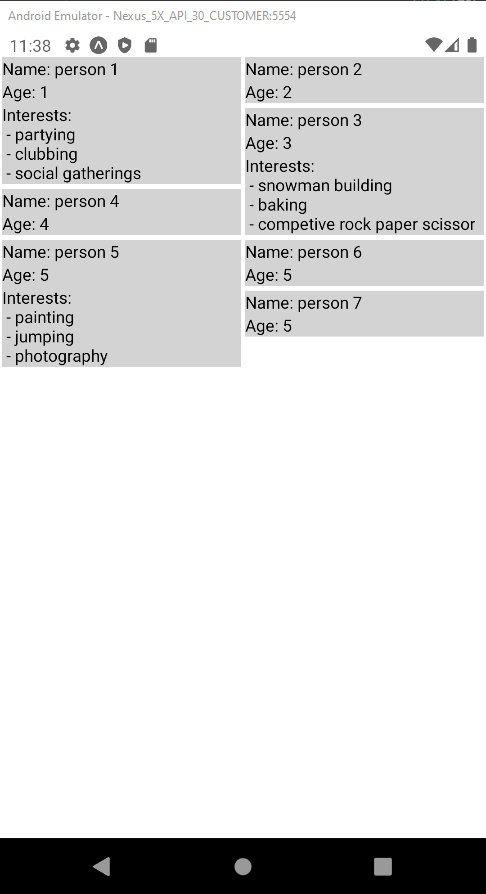 Android Emulator - Nexus_5X_API_30_CUSTOMER:5554
11:38
Name: person 1
Age: 1
Interests:
- partying
- clubbing
- social gatherings
Name: person 2
Age: 2
Name: person 3
Age: 3
Interests:
- snowman building
- baking
- competive rock paper scissor
Name: person 4
Age: 4
Name: person 5
Age: 5
Interests:
- painting
- jumping
- photography
Name: person 6
Age: 5
Name: person 7
Age: 5